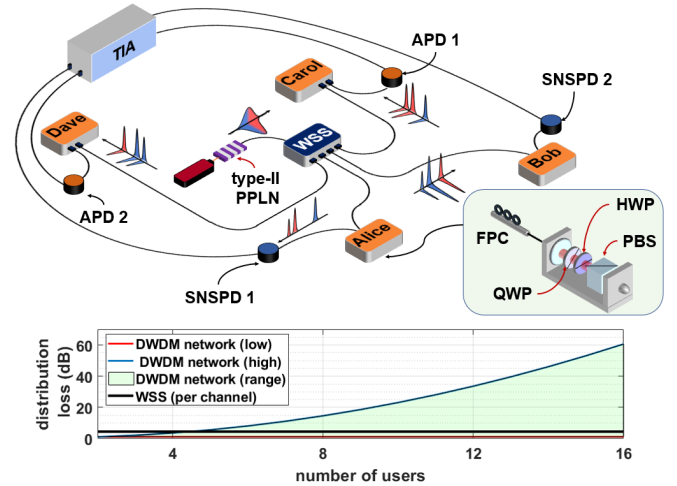 APD 1
TIA
Carol
SNSPD 2
Dave
WSS
type-II
PPLN
Bob
APD 2
Alice
HWP
FPC
PBS
QWP
SNSPD 1
60
40
20
0
distribution
loss (dB)
DWDM network (low)
DWDM network (high)
DWDM network (range)
WSS (per channel)
4
8
12
16
number of users